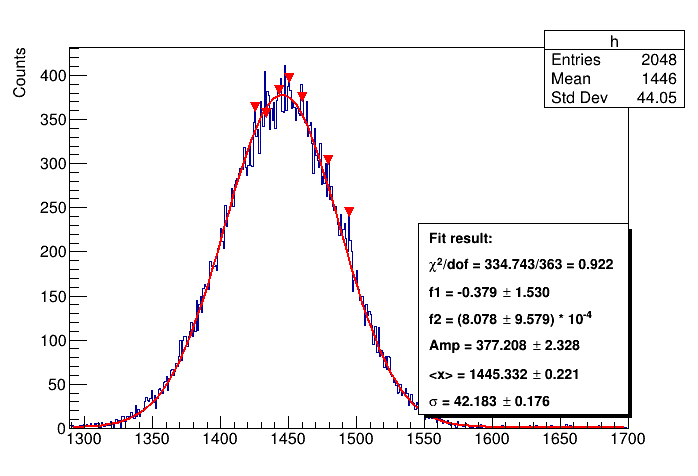 h
Entries 2048
Mean 1446
Std Dev 44.05
Counts
400
350
300
250
200
150
100
50
0
Fit result:
χ²/dof = 334.743/363 = 0.922
f1 = -0.379 ± 1.530
f2 = (8.078 ± 9.579) * 10⁻⁴
Amp = 377.208 ± 2.328
<x> = 1445.332 ± 0.221
σ = 42.183 ± 0.176
1300 1350 1400 1450 1500 1550 1600 1650 1700